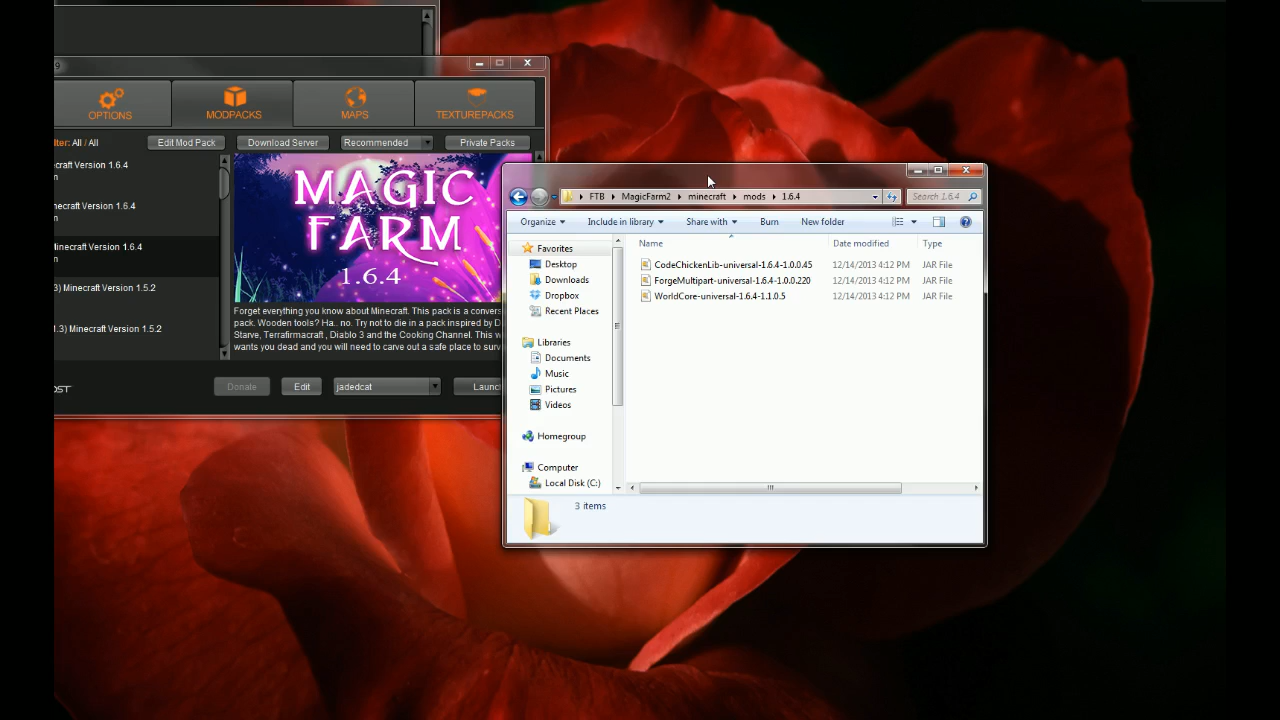 9
OPTIONS MODPACKS MAPS TEXTUREPACKS
lter: All / All Edit Mod Pack Download Server Recommended Private Packs
ecraft Version 1.6.4
n
ecraft Version 1.6.4
n
Minecraft Version 1.6.4
n
3) Minecraft Version 1.5.2
1.3) Minecraft Version 1.5.2
MAGIC
FARM
1.6.4
Forget everything you know about Minecraft. This pack is a convers
pack. Wooden tools? Ha.. no. Try not to die in a pack inspired by D
Starve, Terrafirmacraft , Diablo 3 and the Cooking Channel. This w
wants you dead and you will need to carve out a safe place to surv
OST Donate Edit jadedcat Launc
FTB MagicFarm2 minecraft mods 1.6.4 Search 1.6.4
Organize Include in library Share with Burn New folder
Favorites
Desktop
Downloads
Dropbox
Recent Places
Libraries
Documents
Music
Pictures
Videos
Homegroup
Computer
Local Disk (C:)
Name Date modified Type
CodeChickenLib-universal-1.6.4-1.0.0.45 12/14/2013 4:12 PM JAR File
ForgeMultipart-universal-1.6.4-1.0.0.220 12/14/2013 4:12 PM JAR File
WorldCore-universal-1.6.4-1.1.0.5 12/14/2013 4:12 PM JAR File
3 items